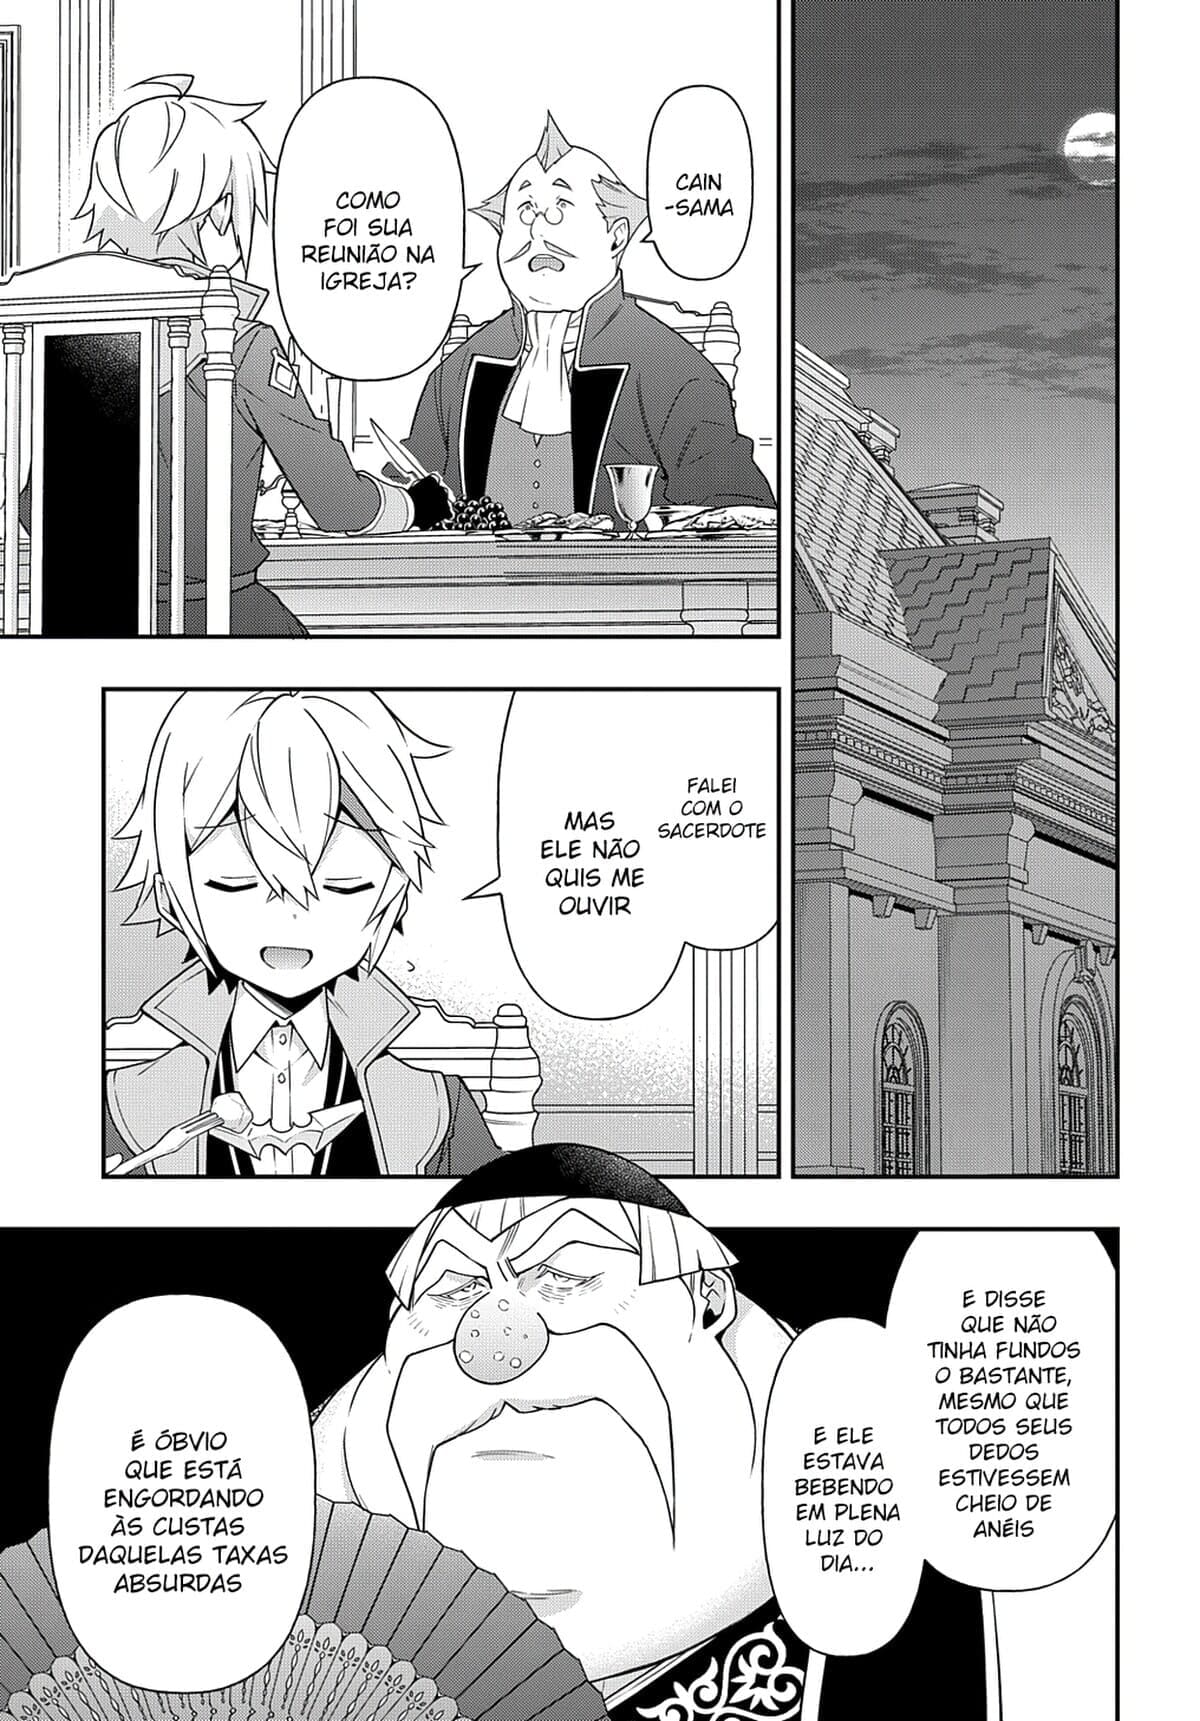 CAIN
-SAMA
COMO
FOI SUA
REUNIÃO NA
IGREJA?
FALEI
COM O
SACERDOTE
MAS
ELE NÃO
QUIS ME
OUVIR
E DISSE
QUE NÃO
TINHA FUNDOS
O BASTANTE,
MESMO QUE
TODOS SEUS
DEDOS
ESTIVESSEM
CHEIO DE
ANÉIS
E ELE
ESTAVA
BEBENDO
EM PLENA
LUZ DO
DIA...
É ÓBVIO
QUE ESTÁ
ENGORDANDO
ÀS CUSTAS
DAQUELAS TAXAS
ABSURDAS